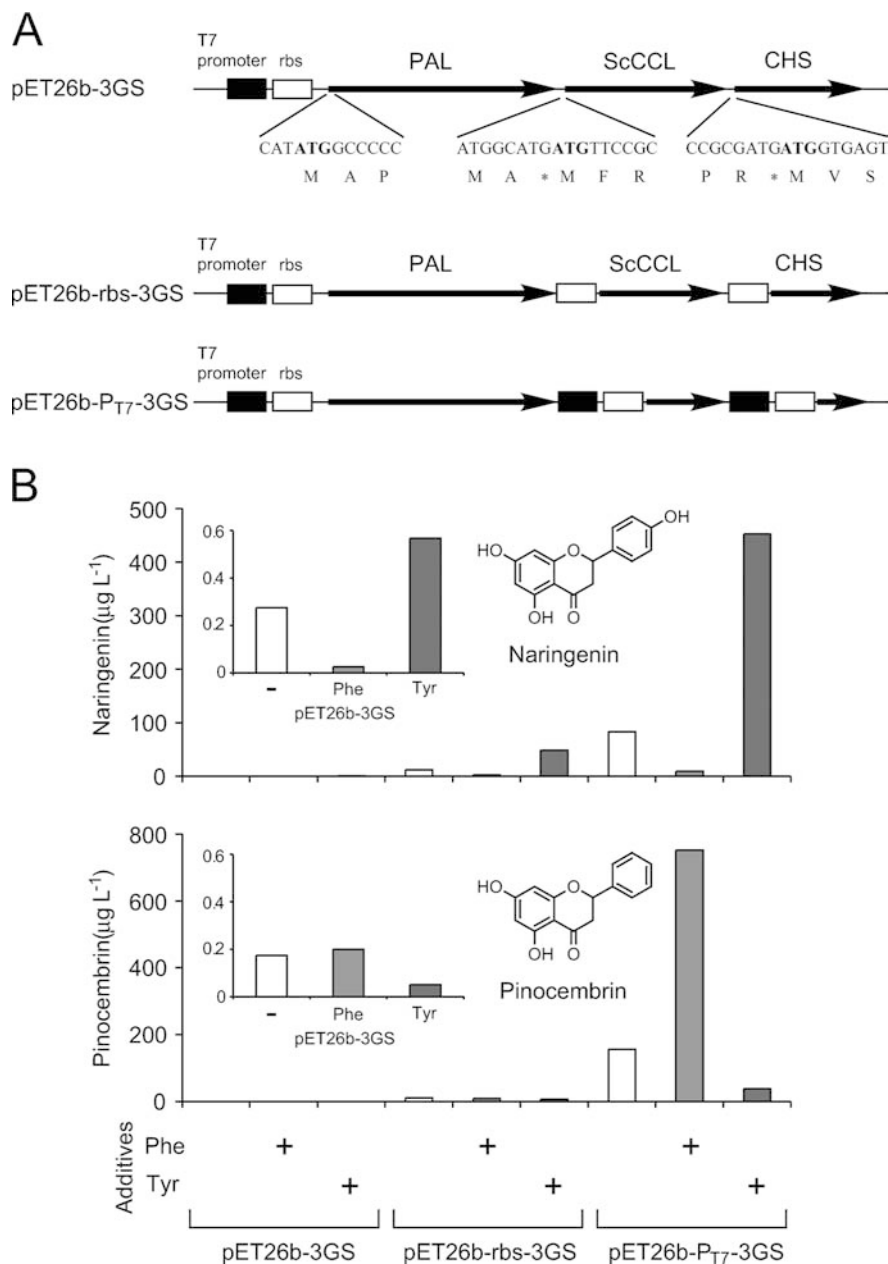 A
T7
promoter rbs PAL ScCCL CHS
pET26b-3GS
CATATGGCCCCC ATGGCATGATGTTCCGC CCGCGATGATGGTGAGT
M A P M A * M F R P R * M V S
T7
promoter rbs PAL ScCCL CHS
pET26b-rbs-3GS
T7
promoter rbs
pET26b-PT7-3GS
B
Naringenin(µg L-1)
500
400
300
200
100
0
0.6
0.4
0.2
0
- Phe Tyr
pET26b-3GS
HO O OH
OH O
Naringenin
Pinocembrin(µg L-1)
800
600
400
200
0
0.6
0.4
0.2
0
- Phe Tyr
pET26b-3GS
HO O
OH O
Pinocembrin
Additives
Phe + + +
Tyr + + +
pET26b-3GS pET26b-rbs-3GS pET26b-PT7-3GS